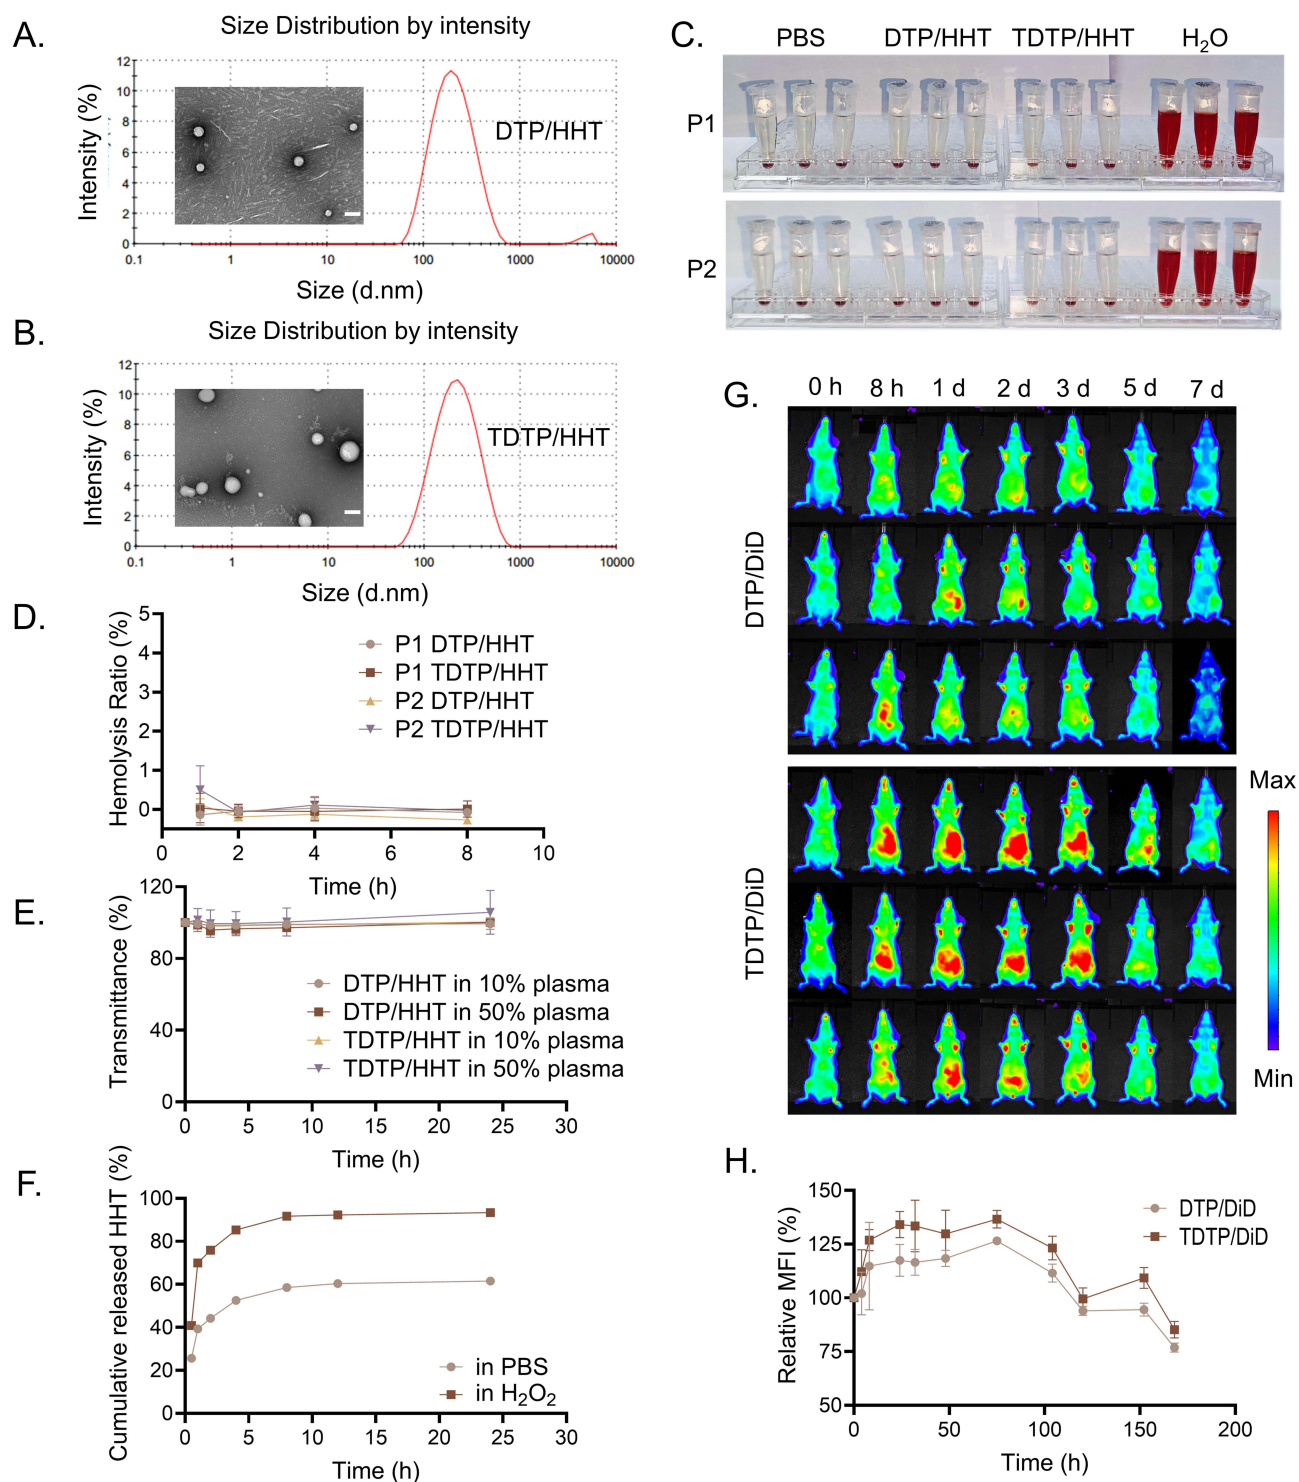 A.
Size Distribution by intensity
Intensity (%)
12
10
8
6
4
2
0
DTP/HHT
0.1 1 10 100 1000 10000
Size (d.nm)
B.
Size Distribution by intensity
Intensity (%)
12
10
8
6
4
2
0
TDTP/HHT
0.1 1 10 100 1000 10000
Size (d.nm)
C.
PBS DTP/HHT TDTP/HHT H₂O
P1
P2
D.
Hemolysis Ratio (%)
5
4
3
2
1
0
P1 DTP/HHT
P1 TDTP/HHT
P2 DTP/HHT
P2 TDTP/HHT
0 2 4 6 8 10
Time (h)
E.
Transmittance (%)
120
80
40
0
DTP/HHT in 10% plasma
DTP/HHT in 50% plasma
TDTP/HHT in 10% plasma
TDTP/HHT in 50% plasma
0 5 10 15 20 25 30
Time (h)
F.
Cumulative released HHT (%)
100
80
60
40
20
0
in PBS
in H₂O₂
0 5 10 15 20 25 30
Time (h)
G.
0 h 8 h 1 d 2 d 3 d 5 d 7 d
DTP/DiD
TDTP/DiD
Max
Min
H.
Relative MFI (%)
150
125
100
75
50
DTP/DiD
TDTP/DiD
0 50 100 150 200
Time (h)